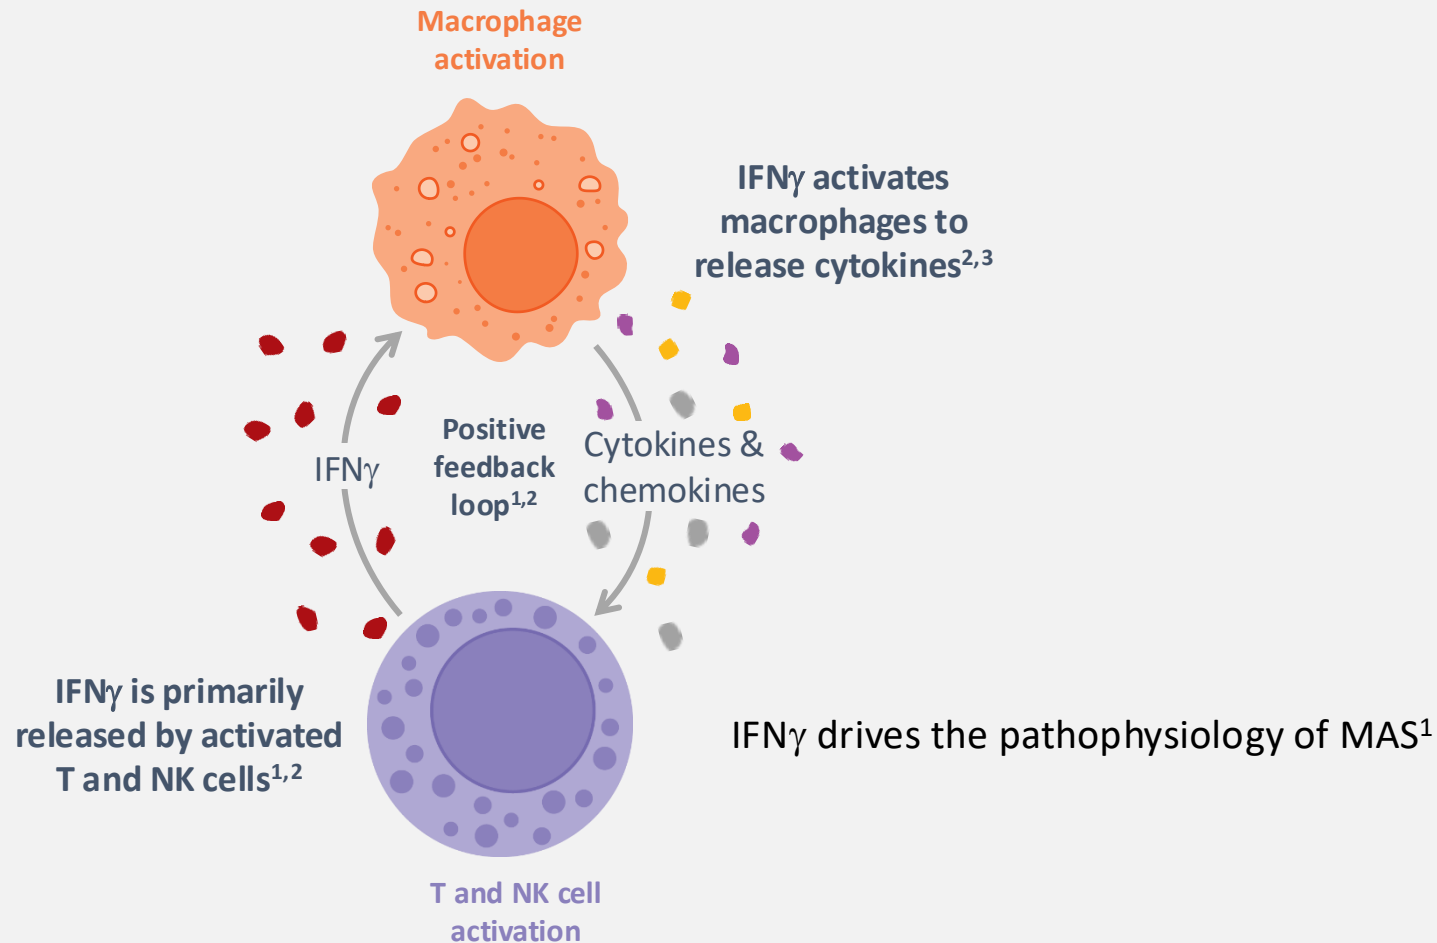 Macrophage
activation
IFNγ activates
macrophages to
release cytokines2,3
Positive
feedback
loop1,2
IFNγ
Cytokines &
chemokines
IFNγ is primarily
released by activated
T and NK cells1,2
IFNγ drives the pathophysiology of MAS1
T and NK cell
activation